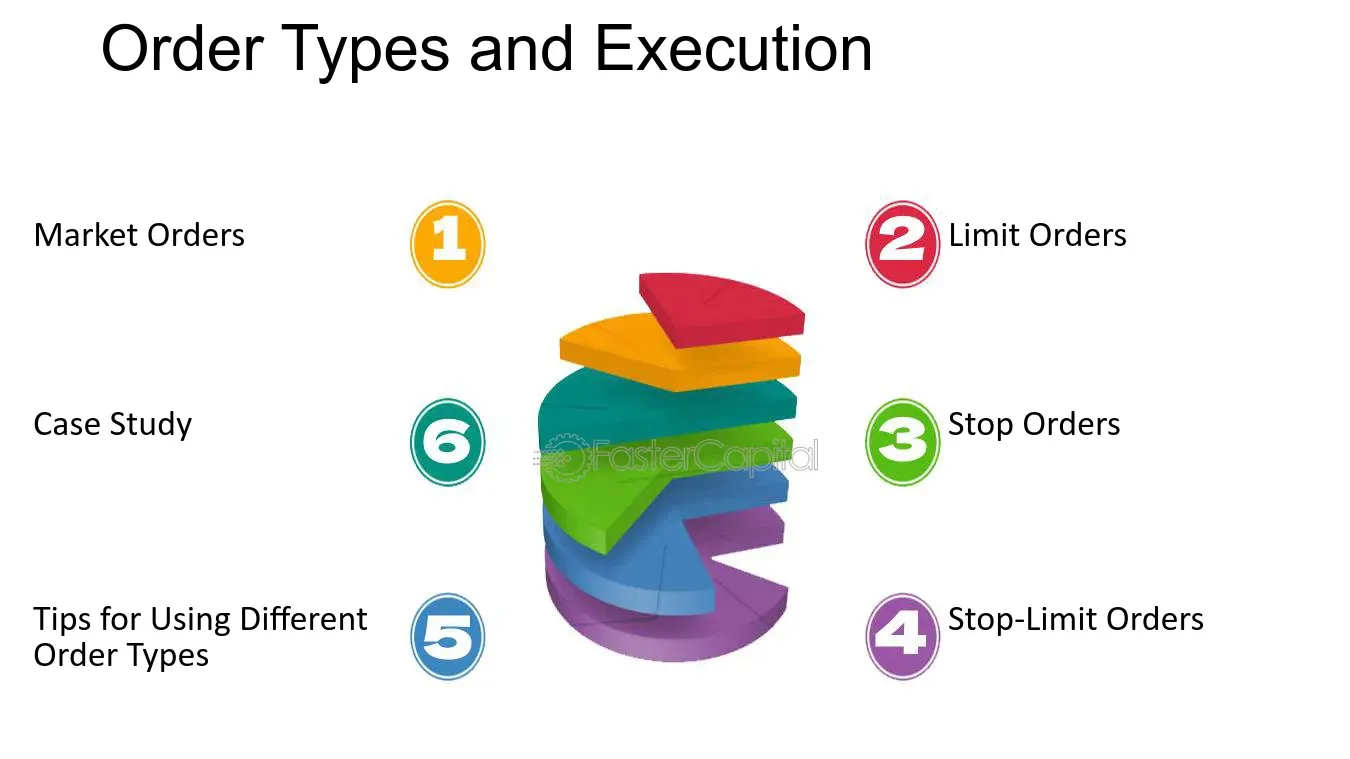 Order Types and Execution
Market Orders
1
2
Limit Orders
Case Study
6
3
Stop Orders
FasterCapital
Tips for Using Different
Order Types
5
4
Stop-Limit Orders